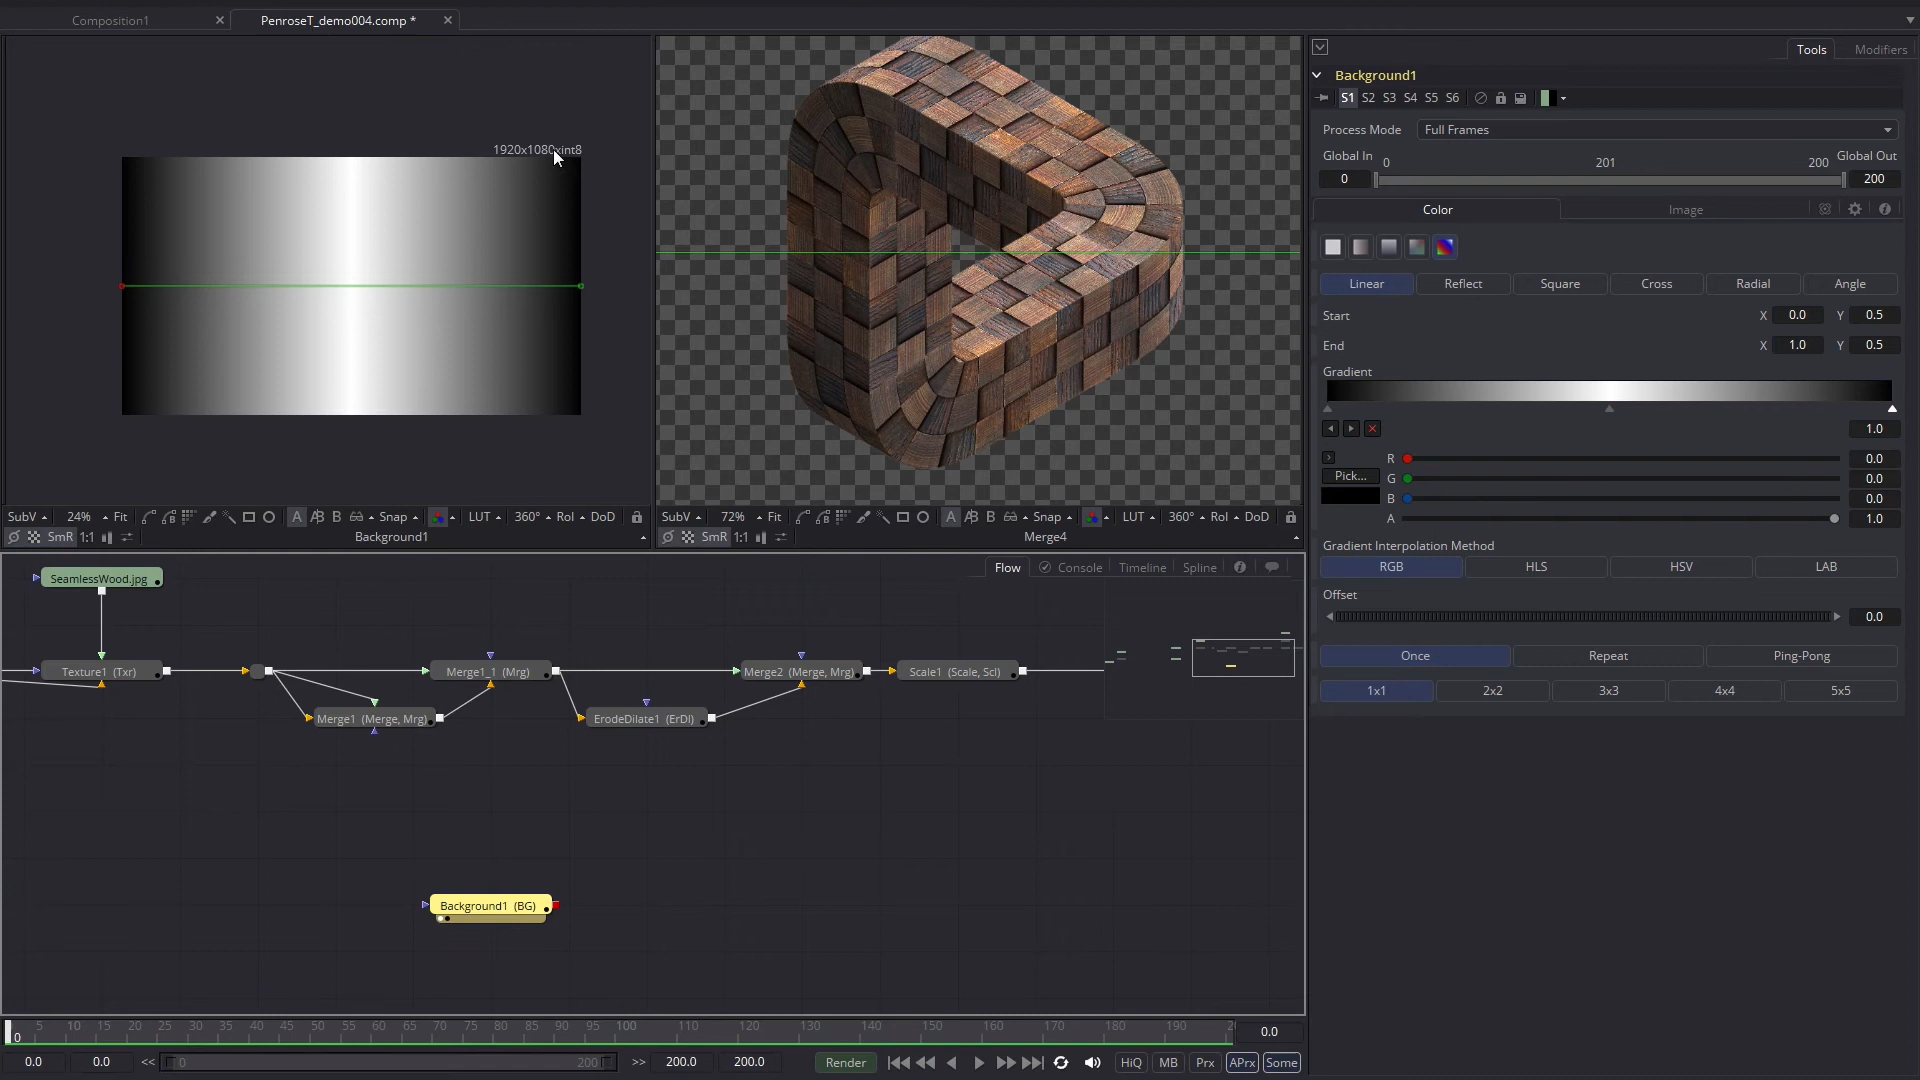 Composition1
PenroseT_demo004.comp *
1920x1080xint8
SubV 24% Fit A B Snap LUT 360° RoI DoD
SmR 1:1 Background1
SubV 72% Fit A B Snap LUT 360° RoI DoD
SmR 1:1 Merge4
Tools Modifiers
Background1
S1 S2 S3 S4 S5 S6
Process Mode Full Frames
Global In 0 201 200 Global Out
0 200
Color Image
Linear Reflect Square Cross Radial Angle
Start X 0.0 Y 0.5
End X 1.0 Y 0.5
Gradient
1.0
R 0.0
Pick... G 0.0
B 0.0
A 1.0
Gradient Interpolation Method
RGB HLS HSV LAB
Offset
0.0
Once Repeat Ping-Pong
1x1 2x2 3x3 4x4 5x5
Flow Console Timeline Spline
SeamlessWood.jpg
Texture1 (Txr) Merge1_1 (Mrg) Merge2 (Merge, Mrg) Scale1 (Scale, Scl)
Merge1 (Merge, Mrg) ErodeDilate1 (ErDl)
Background1 (BG)
0 5 10 15 20 25 30 35 40 45 50 55 60 65 70 75 80 85 90 95 100 110 120 130 140 150 160 170 180 190 0.0
0.0 0.0 << 0 200 >> 200.0 200.0 Render HiQ MB Prx APrx Some